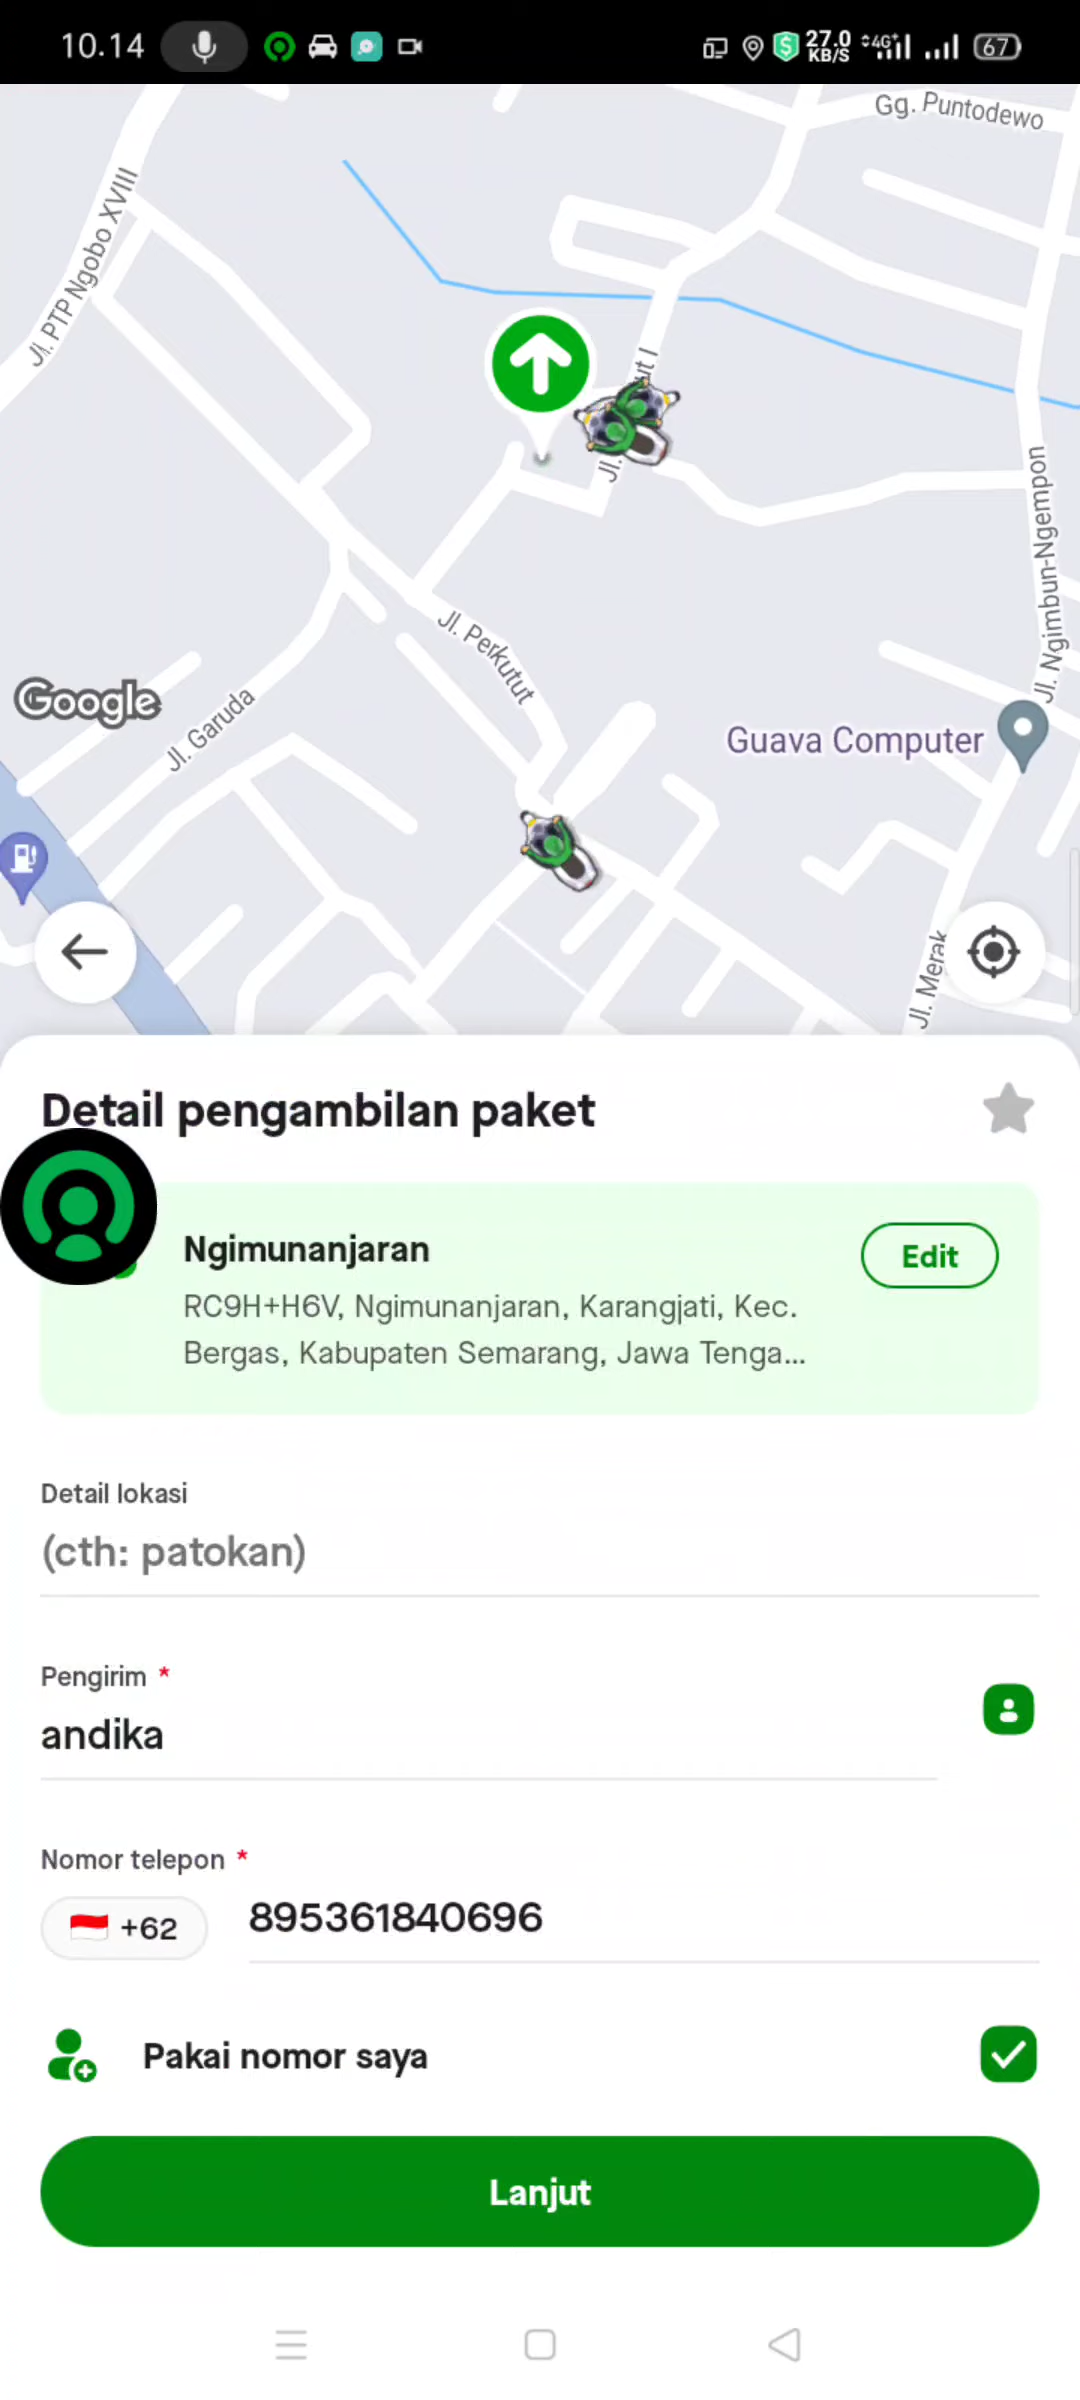 10.14
27.0
KB/S
4G+
67
Gg. Puntodewo
Jl. PTP Ngobo XVIII
Jl. Perkutut
Jl. Garuda
Jl. Ngimbun-Ngempon
Google
Guava Computer
Jl. Merak
Detail pengambilan paket
Ngimunanjaran
Edit
RC9H+H6V, Ngimunanjaran, Karangjati, Kec.
Bergas, Kabupaten Semarang, Jawa Tenga...
Detail lokasi
(cth: patokan)
Pengirim *
andika
Nomor telepon *
+62
895361840696
Pakai nomor saya
Lanjut